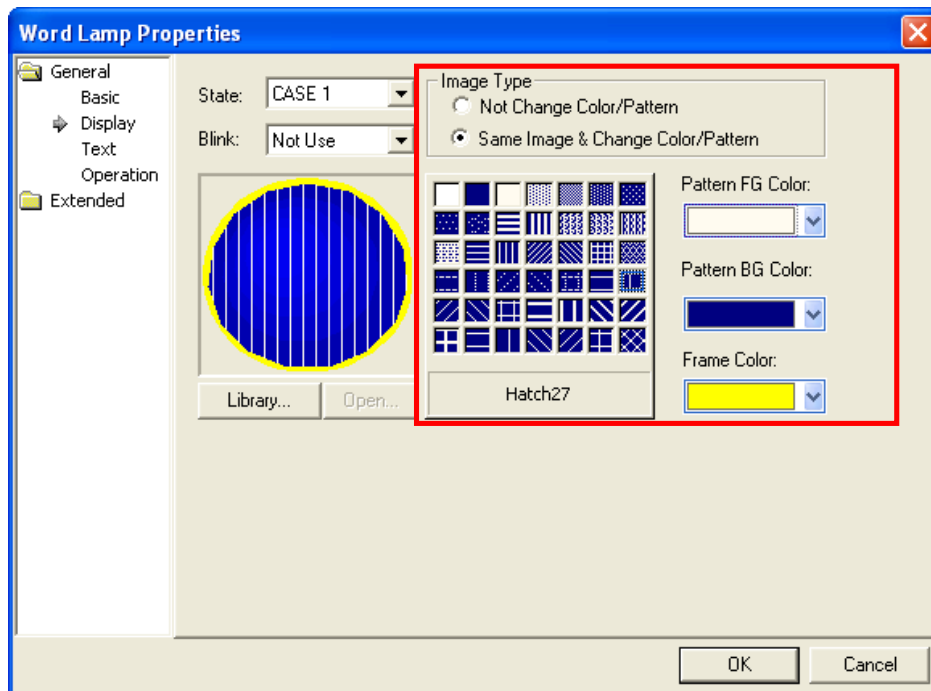 Word Lamp Properties
General
Basic
Display
Text
Operation
Extended
State:
CASE 1
Blink:
Not Use
Library...
Open...
Image Type
Not Change Color/Pattern
Same Image & Change Color/Pattern
Hatch27
Pattern FG Color:
Pattern BG Color:
Frame Color:
OK
Cancel